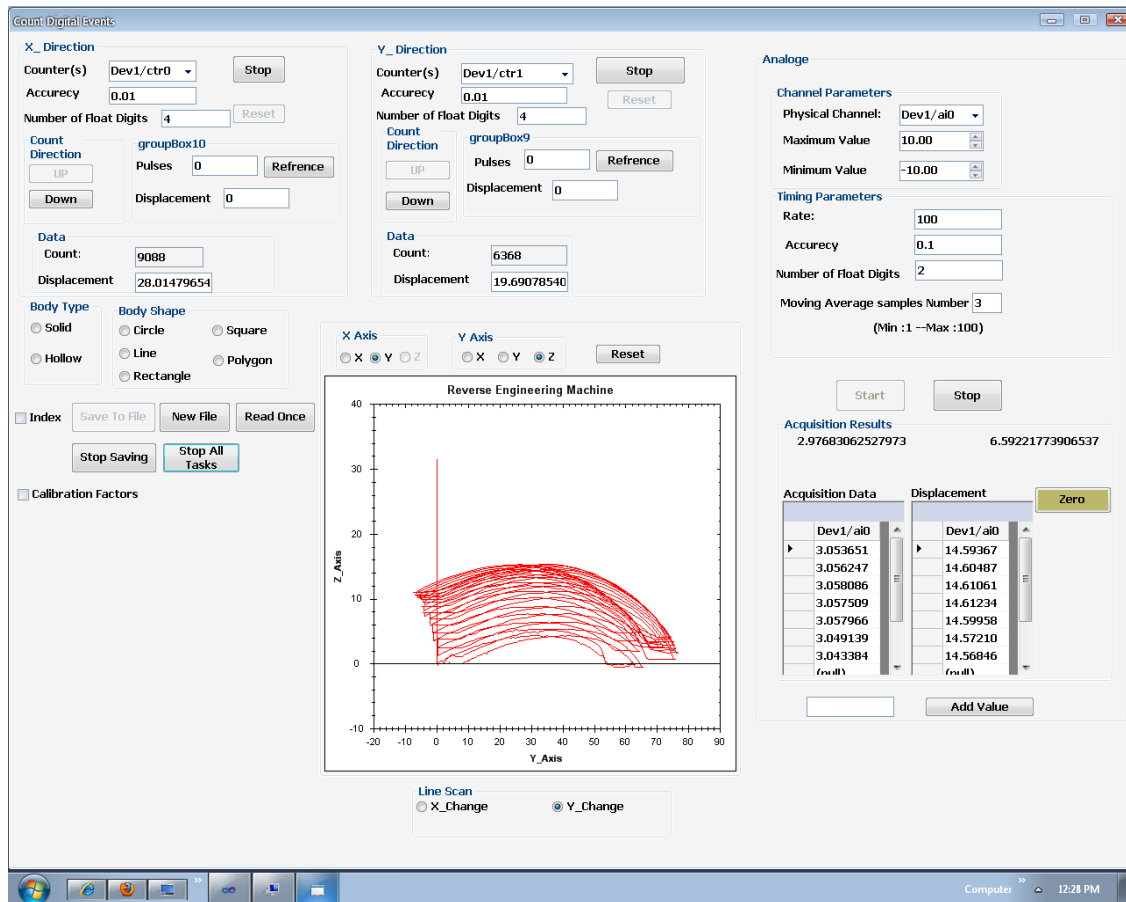 Count Digital Events
X_ Direction
Counter(s) Dev1/ctr0 Stop
Accurecy 0.01
Number of Float Digits 4 Reset
Count Direction
UP
Down
groupBox10
Pulses 0 Refrence
Displacement 0
Data
Count: 9088
Displacement 28.01479654
Y_ Direction
Counter(s) Dev1/ctr1 Stop
Accurecy 0.01 Reset
Number of Float Digits 4
Count Direction
UP
Down
groupBox9
Pulses 0 Refrence
Displacement 0
Data
Count: 6368
Displacement 19.69078540
Analoge
Channel Parameters
Physical Channel: Dev1/ai0
Maximum Value 10.00
Minimum Value -10.00
Timing Parameters
Rate: 100
Accurecy 0.1
Number of Float Digits 2
Moving Average samples Number 3
(Min :1 --Max :100)
Start Stop
Acquisition Results
2.97683062527973 6.59221773906537
Acquisition Data Displacement Zero
Dev1/ai0 Dev1/ai0
3.053651 14.59367
3.056247 14.60487
3.058086 14.61061
3.057509 14.61234
3.057966 14.59958
3.049139 14.57210
3.043384 14.56846
(null) (null)
Add Value
Body Type
Solid
Hollow
Body Shape
Circle Square
Line Polygon
Rectangle
Index Save To File New File Read Once
Stop Saving Stop All Tasks
Calibration Factors
X Axis
X Y Z
Y Axis
X Y Z
Reset
Reverse Engineering Machine
40
30
20
10
0
-10
Z_Axis
-20 -10 0 10 20 30 40 50 60 70 80 90
Y_Axis
Line Scan
X_Change Y_Change
Computer 12:28 PM